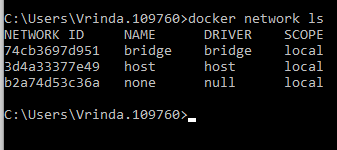 C:\Users\Vrinda.109760>docker network ls
NETWORK ID     NAME      DRIVER    SCOPE
74cb3697d951   bridge    bridge    local
3d4a33377e49   host      host      local
b2a74d53c36a   none      null      local
C:\Users\Vrinda.109760>